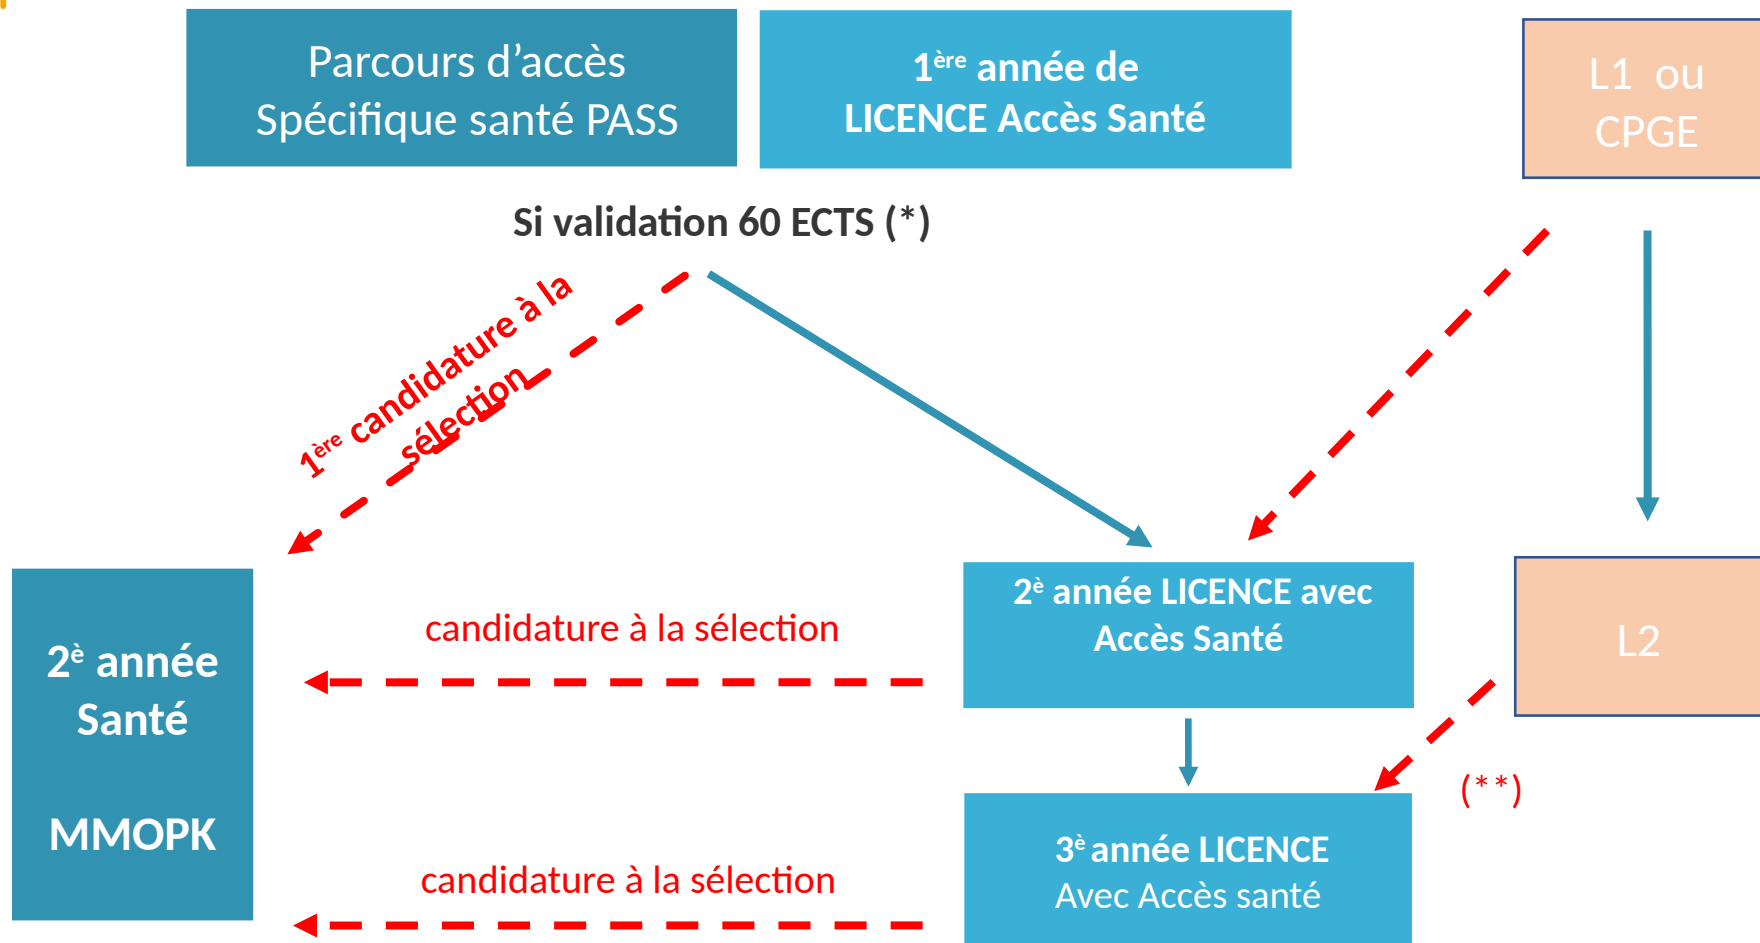 Parcours d’accès
Spécifique santé PASS
1ère année de
LICENCE Accès Santé
L1 ou
CPGE
Si validation 60 ECTS (*)
1ère candidature à la
sélection
2è année LICENCE avec
Accès Santé
candidature à la sélection
L2
2è année
Santé
MMOPK
(**)
3è année LICENCE
Avec Accès santé
candidature à la sélection